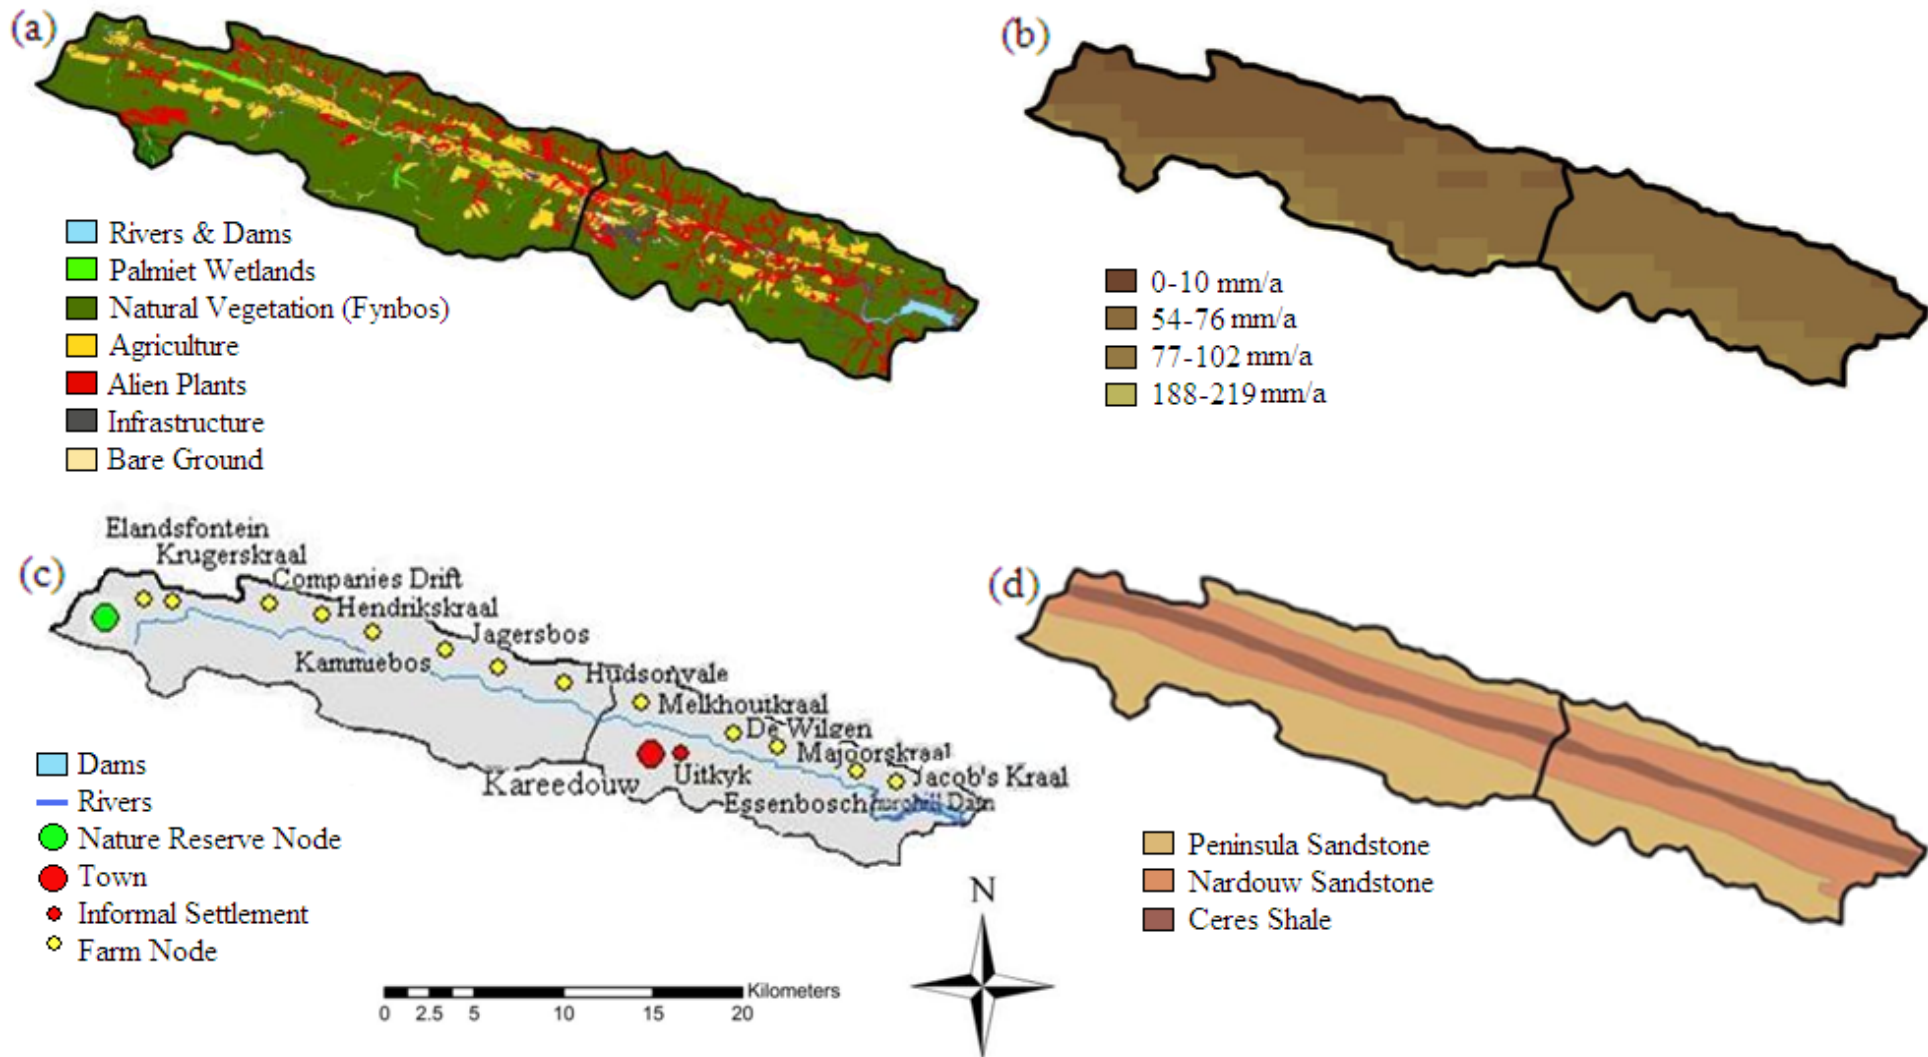 (a)
Rivers & Dams
Palmiet Wetlands
Natural Vegetation (Fynbos)
Agriculture
Alien Plants
Infrastructure
Bare Ground
(b)
0-10 mm/a
54-76 mm/a
77-102 mm/a
188-219 mm/a
(c)
Elandsfontein
Krugerskraal
Companies Drift
Hendrikskraal
Jagersbos
Kammiebos
Hudsonvale
Melkhoutkraal
De Wilgen
Majoorskraal
Uitkyk
Jacob's Kraal
Kareedouw
Essenbosch
Dam
Dams
Rivers
Nature Reserve Node
Town
Informal Settlement
Farm Node
N
Kilometers
0 2.5 5 10 15 20
(d)
Peninsula Sandstone
Nardouw Sandstone
Ceres Shale